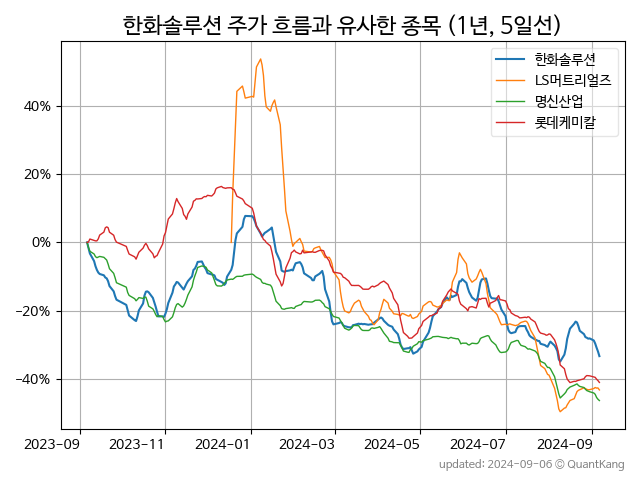 한화솔루션 주가 흐름과 유사한 종목 (1년, 5일선)
한화솔루션
LS머트리얼즈
명신산업
롯데케미칼
40%
20%
0%
−20%
−40%
2023-09 2023-11 2024-01 2024-03 2024-05 2024-07 2024-09
updated: 2024-09-06 © QuantKang